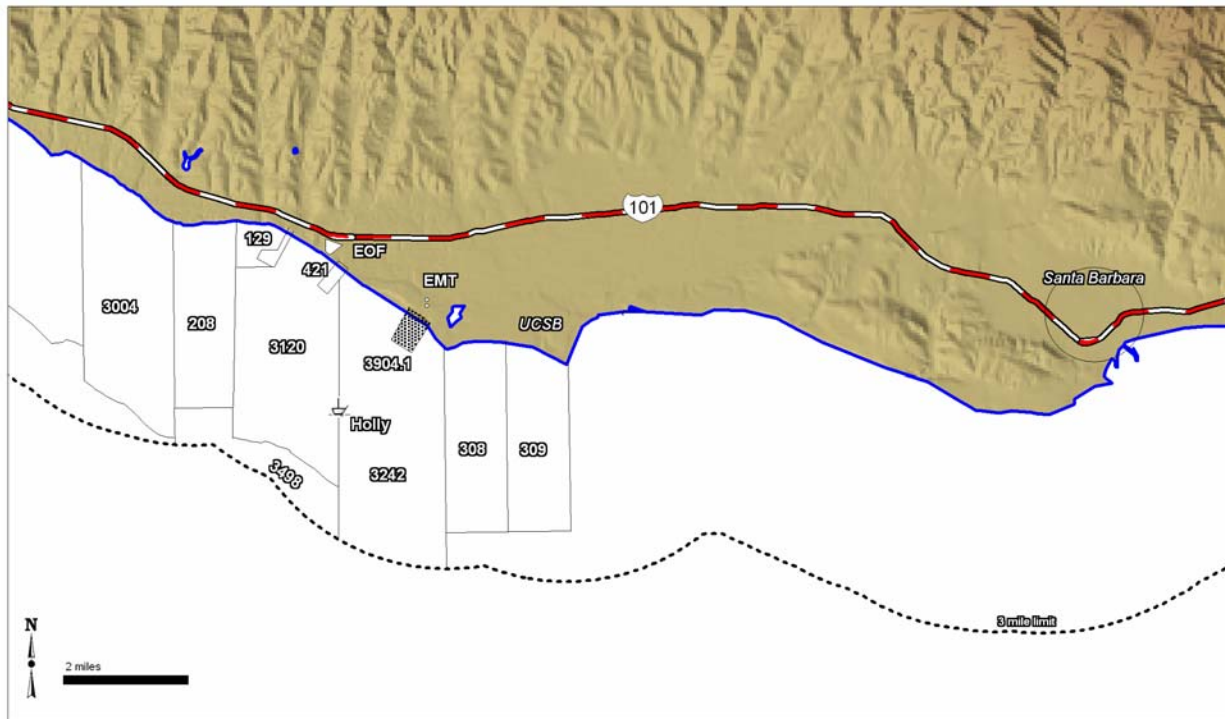 101
Santa Barbara
129
EOF
421
EMT
3004
208
UCSB
3120
3904.1
Holly
308
309
3498
3242
3 mile limit
N
2 miles